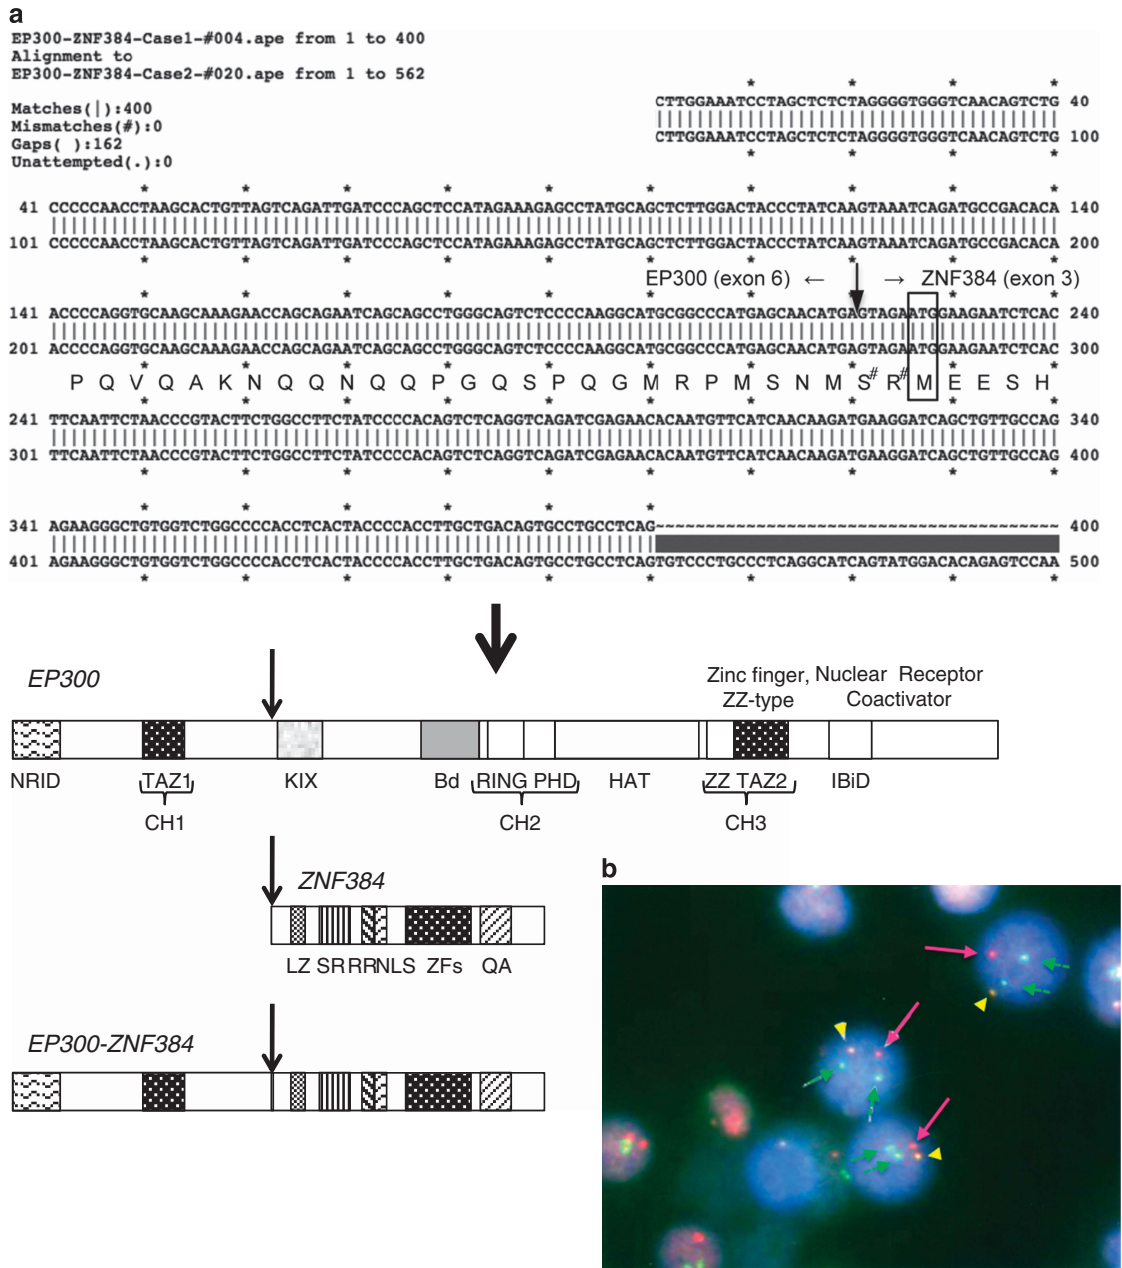 a
EP300-ZNF384-Case1-#004.ape from 1 to 400
Alignment to
EP300-ZNF384-Case2-#020.ape from 1 to 562
Matches(|):400
Mismatches(#):0
Gaps( ):162
Unattempted(.):0
* * * *
CTTGGAAATCCTAGCTCTCTAGGGGTGGGTCAACAGTCTG 40
||||||||||||||||||||||||||||||||||||||||
CTTGGAAATCCTAGCTCTCTAGGGGTGGGTCAACAGTCTG 100
* * * *
* * * * * * * * * *
41 CCCCCAACCTAAGCACTGTTAGTCAGATTGATCCCAGCTCCATAGAAAGAGCCTATGCAGCTCTTGGACTACCCTATCAAGTAAATCAGATGCCGACACA 140
||||||||||||||||||||||||||||||||||||||||||||||||||||||||||||||||||||||||||||||||||||||||||||||||||||
101 CCCCCAACCTAAGCACTGTTAGTCAGATTGATCCCAGCTCCATAGAAAGAGCCTATGCAGCTCTTGGACTACCCTATCAAGTAAATCAGATGCCGACACA 200
* * * * * * * * * *
EP300 (exon 6) ← → ZNF384 (exon 3)
* * * * * * * * * *
141 ACCCCAGGTGCAAGCAAAGAACCAGCAGAATCAGCAGCCTGGGCAGTCTCCCCAAGGCATGCGGCCCATGAGCAACATGAGTAGAATGGAAGAATCTCAC 240
||||||||||||||||||||||||||||||||||||||||||||||||||||||||||||||||||||||||||||||||||||||||||||||||||||
201 ACCCCAGGTGCAAGCAAAGAACCAGCAGAATCAGCAGCCTGGGCAGTCTCCCCAAGGCATGCGGCCCATGAGCAACATGAGTAGAATGGAAGAATCTCAC 300
P Q V Q A K N Q Q N Q Q P G Q S P Q G M R P M S N M S# R# M E E S H
* * * * * * * * * *
241 TTCAATTCTAACCCGTACTTCTGGCCTTCTATCCCCACAGTCTCAGGTCAGATCGAGAACACAATGTTCATCAACAAGATGAAGGATCAGCTGTTGCCAG 340
||||||||||||||||||||||||||||||||||||||||||||||||||||||||||||||||||||||||||||||||||||||||||||||||||||
301 TTCAATTCTAACCCGTACTTCTGGCCTTCTATCCCCACAGTCTCAGGTCAGATCGAGAACACAATGTTCATCAACAAGATGAAGGATCAGCTGTTGCCAG 400
* * * * * * * * * *
* * * * * *
341 AGAAGGGCTGTGGTCTGGCCCCACCTCACTACCCCACCTTGCTGACAGTGCCTGCCTCAG~~~~~~~~~~~~~~~~~~~~~~~~~~~~~~~~~~~~~~~~ 400
||||||||||||||||||||||||||||||||||||||||||||||||||||||||||||
401 AGAAGGGCTGTGGTCTGGCCCCACCTCACTACCCCACCTTGCTGACAGTGCCTGCCTCAGTGTCCCTGCCCTCAGGCATCAGTATGGACACAGAGTCCAA 500
* * * * * * * * * *
EP300
Zinc finger, Nuclear Receptor
ZZ-type Coactivator
NRID TAZ1 KIX Bd RING PHD HAT ZZ TAZ2 IBiD
CH1 CH2 CH3
ZNF384
LZ SR RR NLS ZFs QA
EP300-ZNF384
b